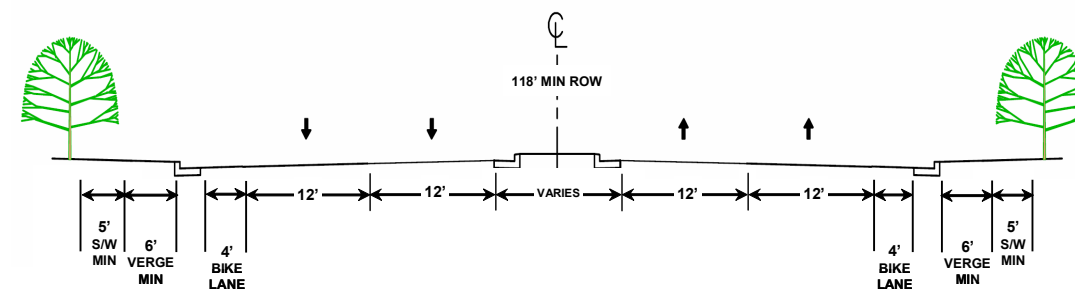 ℄
118’ MIN ROW
12’ 12’ VARIES 12’ 12’
5’
S/W
MIN
6’
VERGE
MIN
4’
BIKE
LANE
4’
BIKE
LANE
6’
VERGE
MIN
5’
S/W
MIN